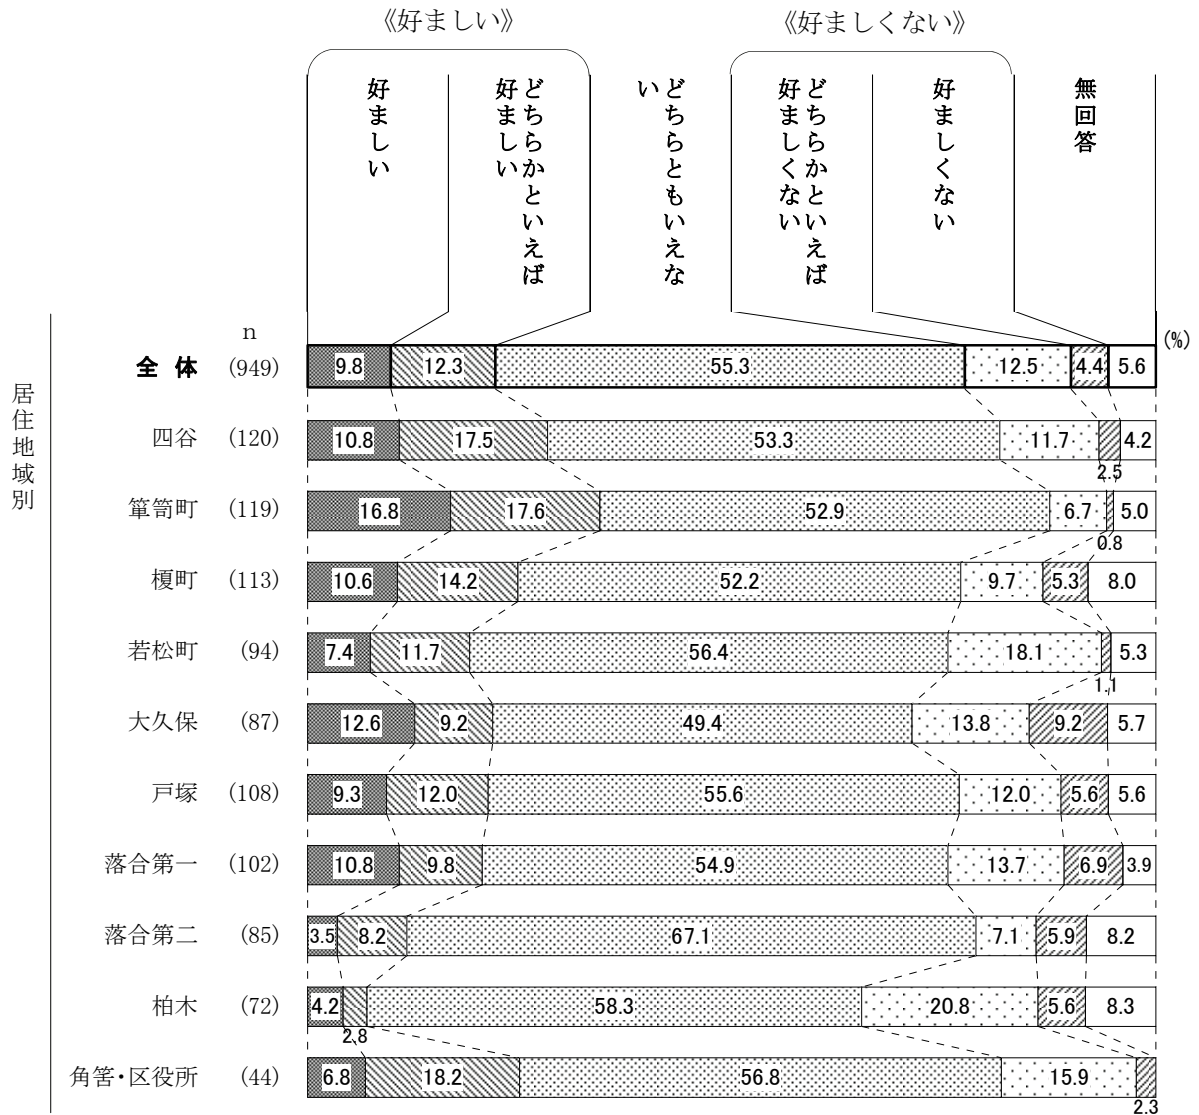 《好ましい》 《好ましくない》
好ましい
どちらかといえば
好ましい
どちらともいえな
い
どちらかといえば
好ましくない
好ましくない
無回答
n
(%)
居住地域別
全 体 (949) 9.8 12.3 55.3 12.5 4.4 5.6
四谷 (120) 10.8 17.5 53.3 11.7 2.5 4.2
箪笥町 (119) 16.8 17.6 52.9 6.7 0.8 5.0
榎町 (113) 10.6 14.2 52.2 9.7 5.3 8.0
若松町 (94) 7.4 11.7 56.4 18.1 1.1 5.3
大久保 (87) 12.6 9.2 49.4 13.8 9.2 5.7
戸塚 (108) 9.3 12.0 55.6 12.0 5.6 5.6
落合第一 (102) 10.8 9.8 54.9 13.7 6.9 3.9
落合第二 (85) 3.5 8.2 67.1 7.1 5.9 8.2
柏木 (72) 4.2 2.8 58.3 20.8 5.6 8.3
角筈・区役所 (44) 6.8 18.2 56.8 15.9 2.3